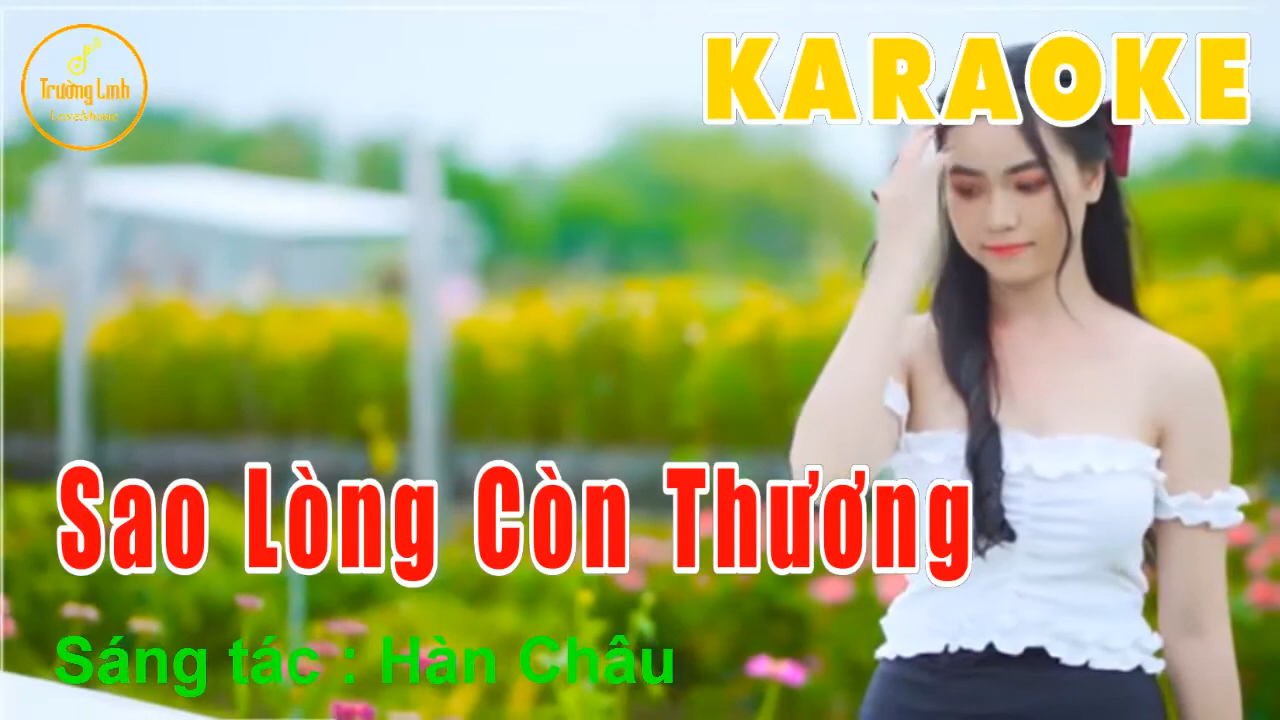 Trường Linh
KARAOKE
Sao Lòng Còn Thương
Sáng tác : Hàn Châu